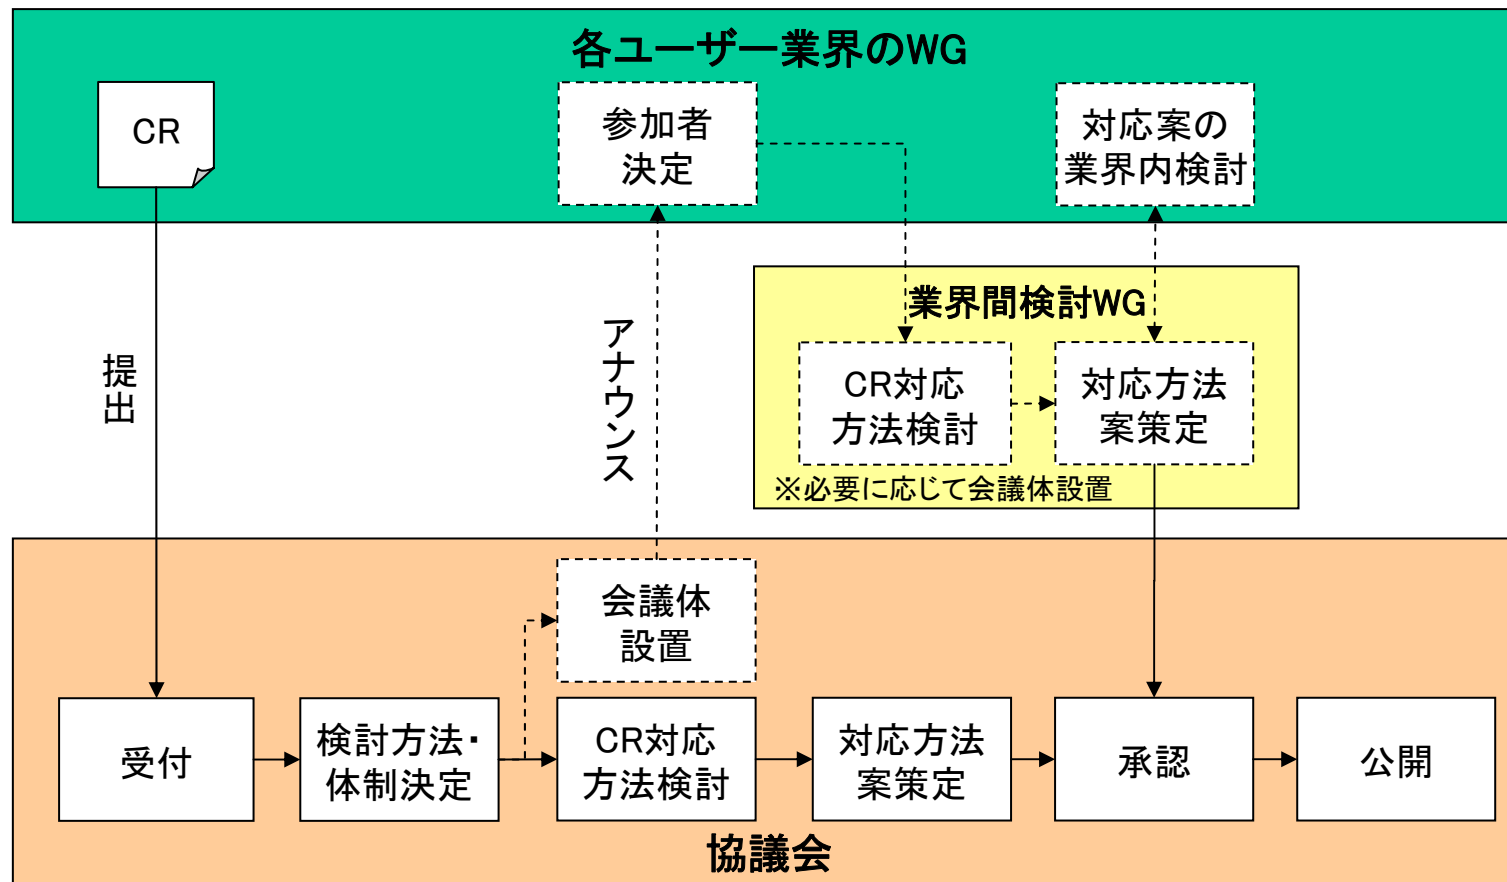 各ユーザー業界のWG
CR
参加者
決定
対応案の
業界内検討
提出
アナウンス
業界間検討WG
CR対応
方法検討
対応方法
案策定
※必要に応じて会議体設置
会議体
設置
受付
検討方法・
体制決定
CR対応
方法検討
対応方法
案策定
承認
公開
協議会